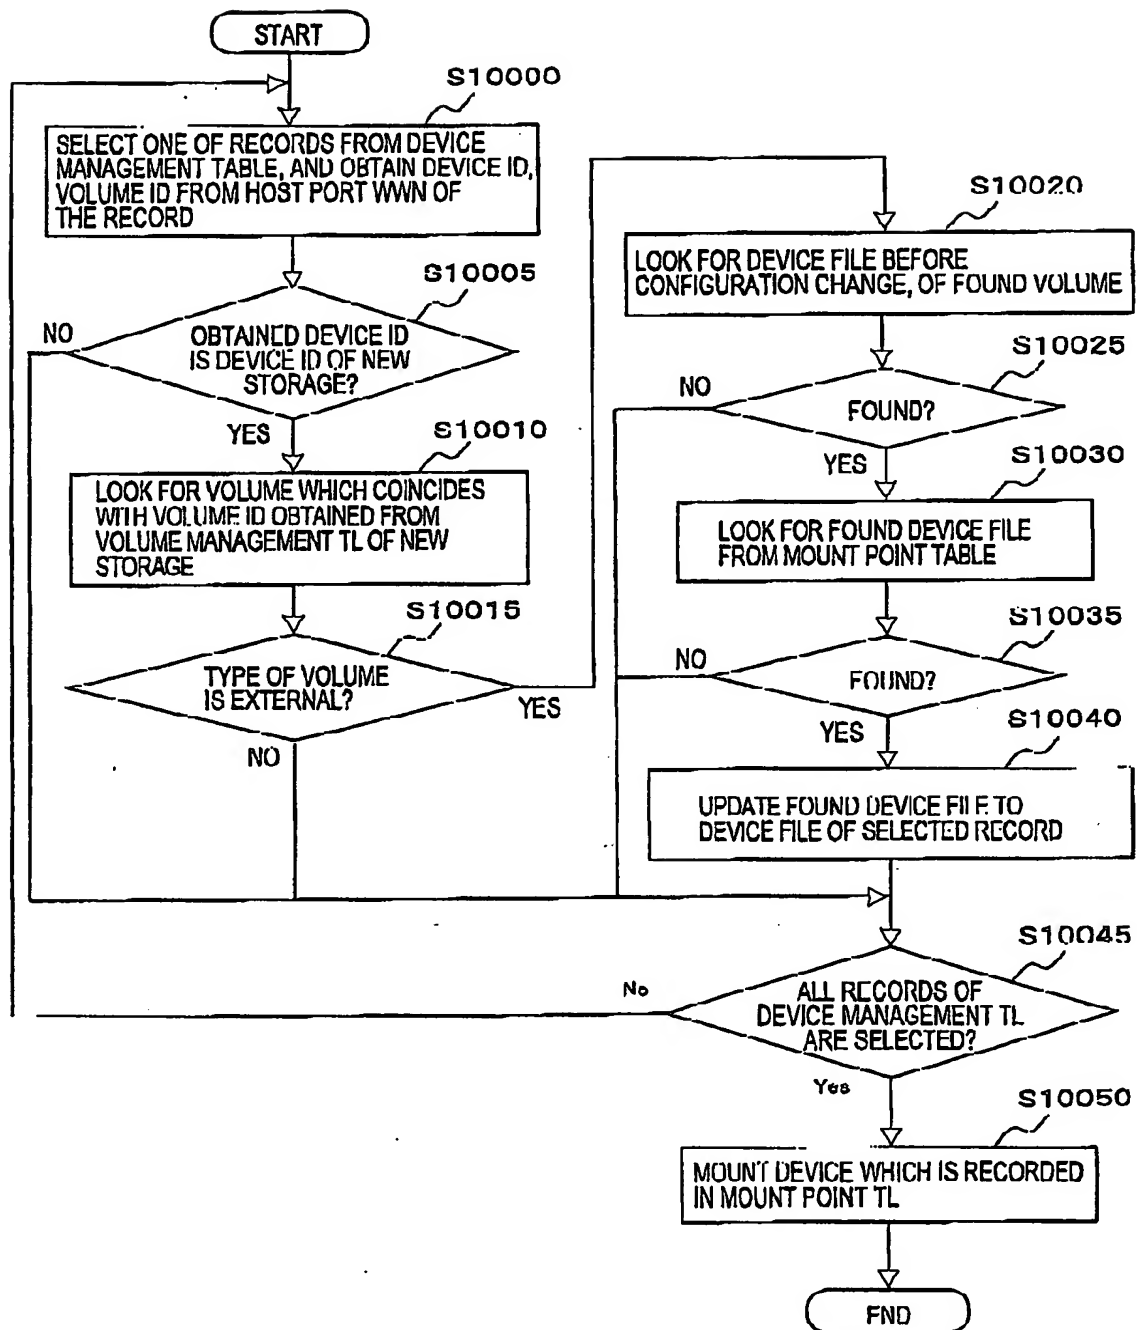 START
S10000
SELECT ONE OF RECORDS FROM DEVICE
MANAGEMENT TABLE, AND OBTAIN DEVICE ID,
VOLUME ID FROM HOST PORT WWN OF
THE RECORD
S10005
NO
OBTAINED DEVICE ID
IS DEVICE ID OF NEW
STORAGE?
YES
S10010
LOOK FOR VOLUME WHICH COINCIDES
WITH VOLUME ID OBTAINED FROM
VOLUME MANAGEMENT TL OF NEW
STORAGE
S10015
TYPE OF VOLUME
IS EXTERNAL?
YES
NO
S10020
LOOK FOR DEVICE FILE BEFORE
CONFIGURATION CHANGE, OF FOUND VOLUME
S10025
NO
FOUND?
YES
S10030
LOOK FOR FOUND DEVICE FILE
FROM MOUNT POINT TABLE
S10035
NO
FOUND?
YES
S10040
UPDATE FOUND DEVICE FILE TO
DEVICE FILE OF SELECTED RECORD
S10045
No
ALL RECORDS OF
DEVICE MANAGEMENT TL
ARE SELECTED?
Yes
S10050
MOUNT DEVICE WHICH IS RECORDED
IN MOUNT POINT TL
END